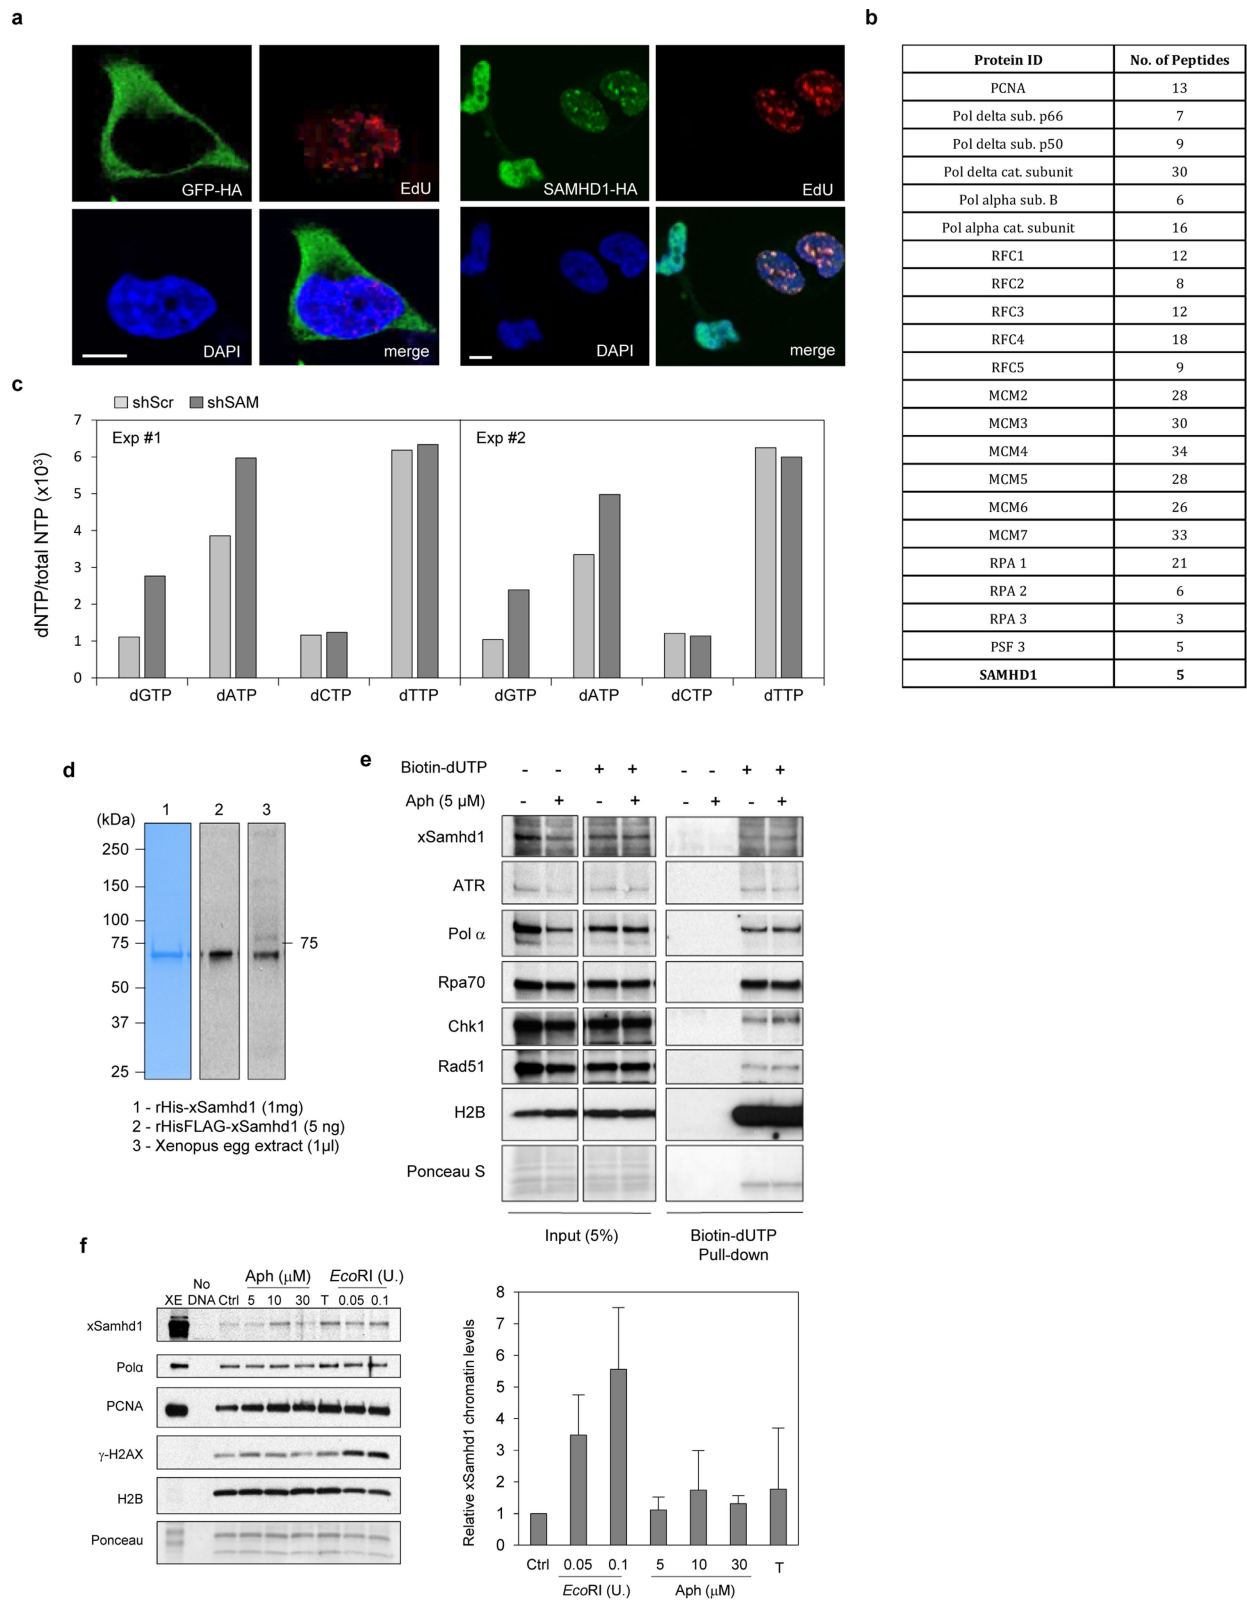 a
GFP-HA
EdU
SAMHD1-HA
EdU
DAPI
merge
DAPI
merge
b
Protein ID No. of Peptides
PCNA 13
Pol delta sub. p66 7
Pol delta sub. p50 9
Pol delta cat. subunit 30
Pol alpha sub. B 6
Pol alpha cat. subunit 16
RFC1 12
RFC2 8
RFC3 12
RFC4 18
RFC5 9
MCM2 28
MCM3 30
MCM4 34
MCM5 28
MCM6 26
MCM7 33
RPA 1 21
RPA 2 6
RPA 3 3
PSF 3 5
SAMHD1 5
c
shScr shSAM
dNTP/total NTP (x10³)
7
6
5
4
3
2
1
0
Exp #1 Exp #2
dGTP dATP dCTP dTTP dGTP dATP dCTP dTTP
d
1 2 3
(kDa)
250
150
100
75
50
37
25
75
1 - rHis-xSamhd1 (1mg)
2 - rHisFLAG-xSamhd1 (5 ng)
3 - Xenopus egg extract (1µl)
e
Biotin-dUTP - - + + - - + +
Aph (5 µM) - + - + - + - +
xSamhd1
ATR
Pol α
Rpa70
Chk1
Rad51
H2B
Ponceau S
Input (5%)
Biotin-dUTP
Pull-down
f
Aph (µM) EcoRI (U.)
No
XE DNA Ctrl 5 10 30 T 0.05 0.1
xSamhd1
Polα
PCNA
γ-H2AX
H2B
Ponceau
Relative xSamhd1 chromatin levels
8
7
6
5
4
3
2
1
0
Ctrl 0.05 0.1 5 10 30 T
EcoRI (U.) Aph (µM)